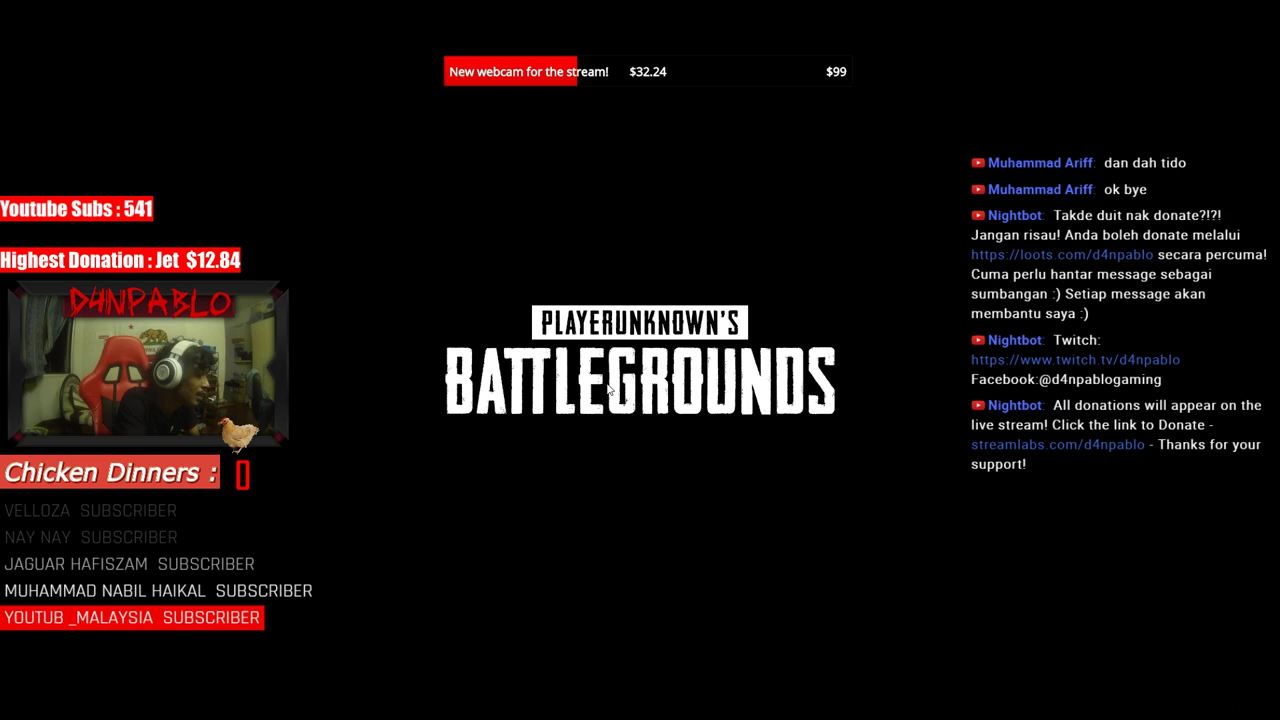 New webcam for the stream! $32.24 $99
Youtube Subs : 541
Highest Donation : Jet $12.84
D4NPABLO
Chicken Dinners : 0
VELLOZA SUBSCRIBER
NAY NAY SUBSCRIBER
JAGUAR HAFISZAM SUBSCRIBER
MUHAMMAD NABIL HAIKAL SUBSCRIBER
YOUTUB _MALAYSIA SUBSCRIBER
PLAYERUNKNOWN'S
BATTLEGROUNDS
Muhammad Ariff: dan dah tido
Muhammad Ariff: ok bye
Nightbot: Takde duit nak donate?!?!
Jangan risau! Anda boleh donate melalui
https://loots.com/d4npablo secara percuma!
Cuma perlu hantar message sebagai
sumbangan :) Setiap message akan
membantu saya :)
Nightbot: Twitch:
https://www.twitch.tv/d4npablo
Facebook:@d4npablogaming
Nightbot: All donations will appear on the
live stream! Click the link to Donate -
streamlabs.com/d4npablo - Thanks for your
support!